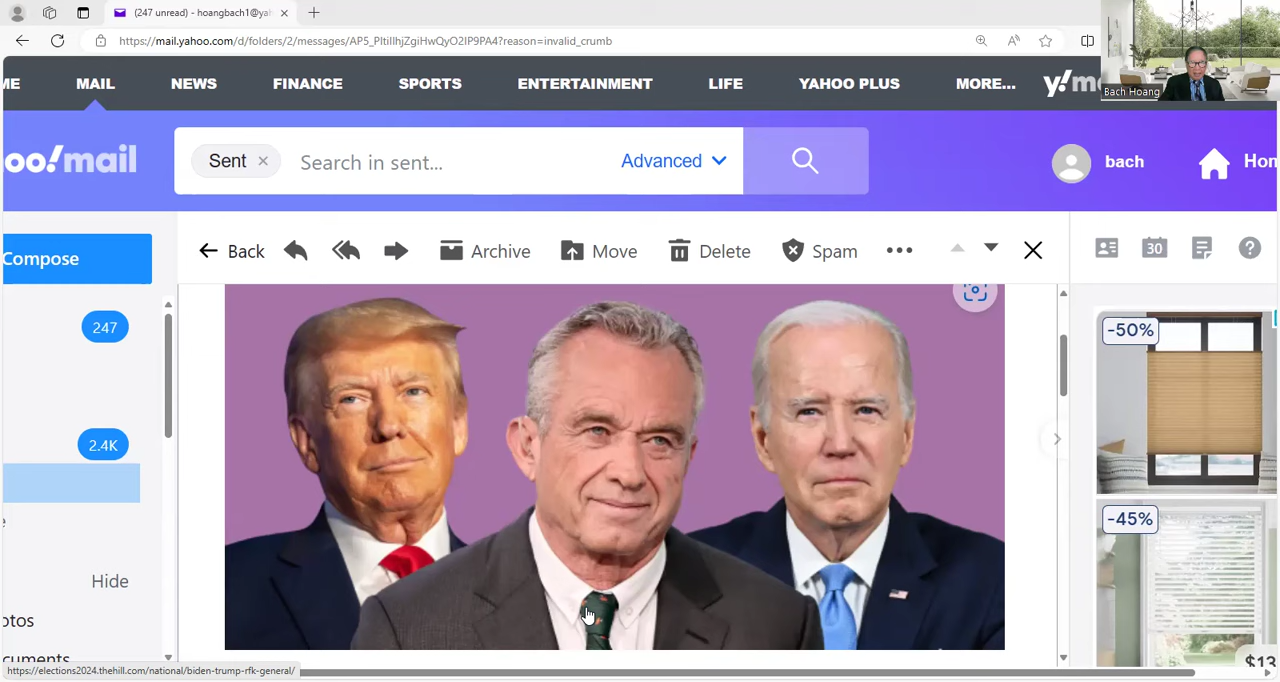 (247 unread) - hoangbach1@yah
https://mail.yahoo.com/d/folders/2/messages/AP5_PltiIlhjZgiHwQyO2IP9PA4?reason=invalid_crumb
Bach Hoang
ME MAIL NEWS FINANCE SPORTS ENTERTAINMENT LIFE YAHOO PLUS MORE... y!m
oo!mail Sent Search in sent... Advanced bach Hon
Compose Back Archive Move Delete Spam 30
247
-50%
2.4K
-45%
e
Hide
otos
cuments
$13
https://elections2024.thehill.com/national/biden-trump-rfk-general/